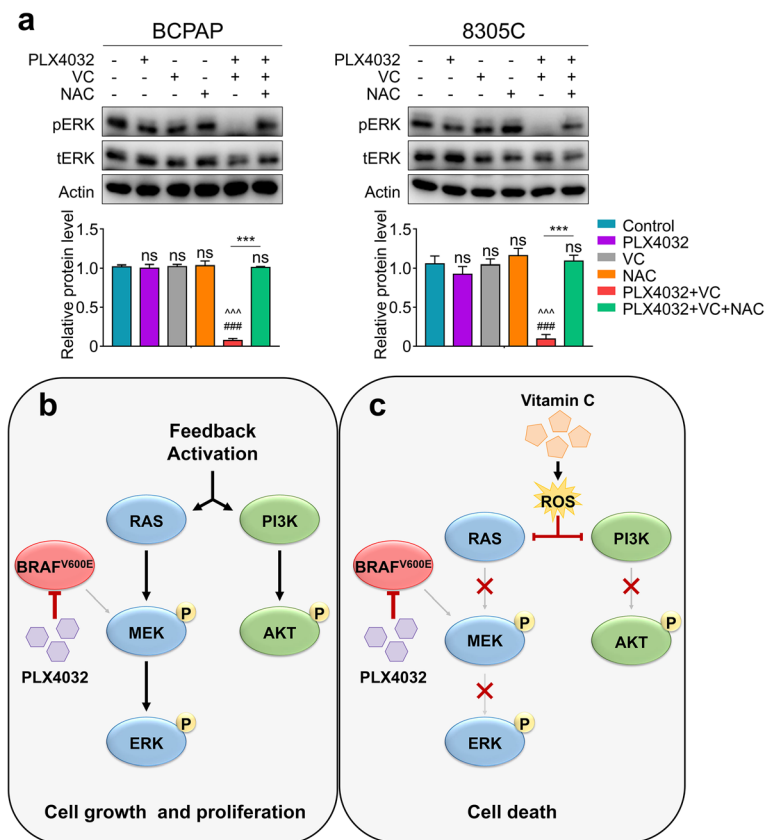 a
BCPAP
PLX4032 - + - - + +
VC - - + - + +
NAC - - - + - +
pERK
tERK
Actin
Relative protein level
1.5
1.0
0.5
0
ns ns ns ^^^ ### *** ns
8305C
PLX4032 - + - - + +
VC - - + - + +
NAC - - - + - +
pERK
tERK
Actin
Relative protein level
1.5
1.0
0.5
0
ns ns ns ^^^ ### *** ns
Control
PLX4032
VC
NAC
PLX4032+VC
PLX4032+VC+NAC
b
Feedback
Activation
RAS
PI3K
BRAFV600E
MEK
P
AKT
P
PLX4032
ERK
P
Cell growth and proliferation
c
Vitamin C
ROS
RAS
PI3K
BRAFV600E
MEK
P
AKT
P
PLX4032
ERK
P
Cell death